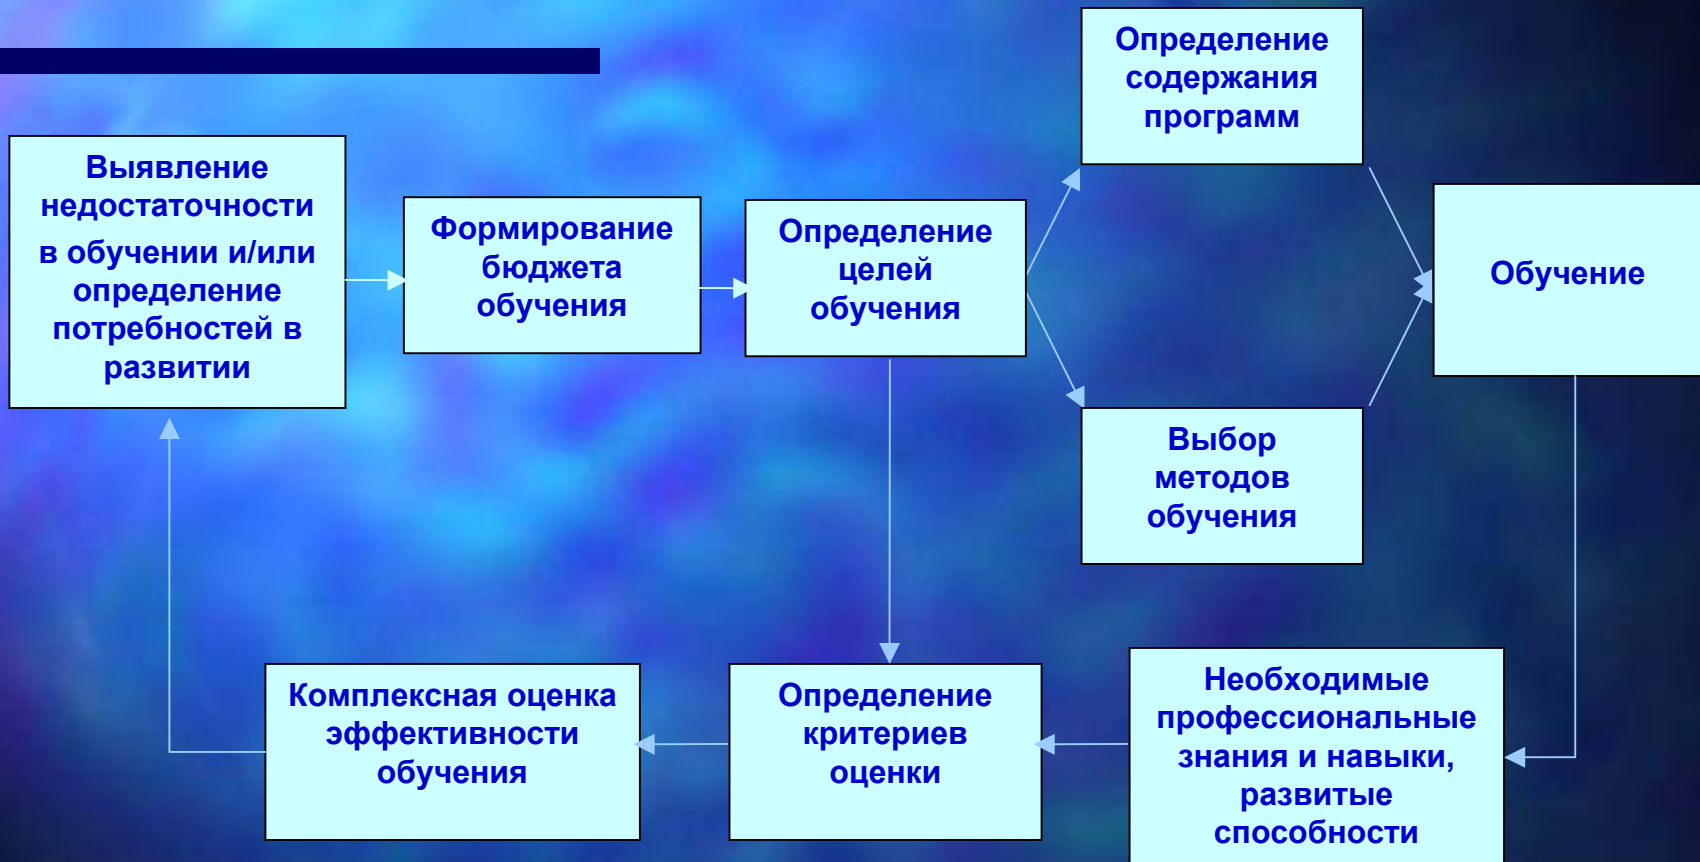 Выявление
недостаточности
в обучении и/или
определение
потребностей в
развитии
Формирование
бюджета
обучения
Определение
целей
обучения
Определение
содержания
программ
Выбор
методов
обучения
Обучение
Комплексная оценка
эффективности
обучения
Определение
критериев
оценки
Необходимые
профессиональные
знания и навыки,
развитые
способности